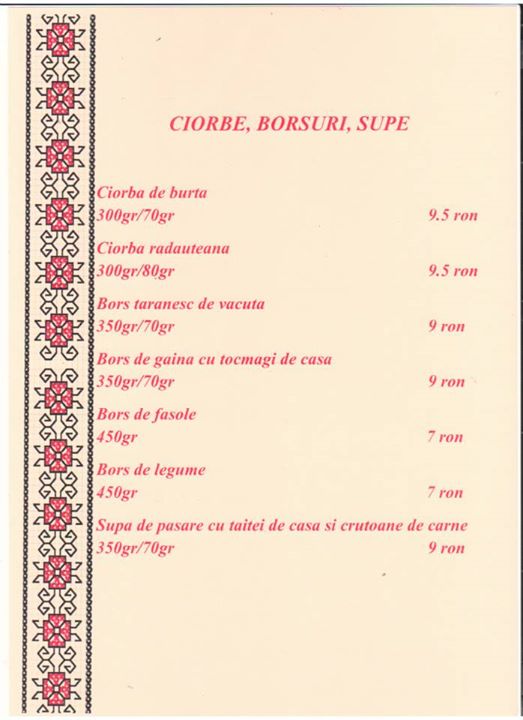 CIORBE, BORSURI, SUPE
Ciorba de burta
300gr/70gr 9.5 ron
Ciorba radauteana
300gr/80gr 9.5 ron
Bors taranesc de vacuta
350gr/70gr 9 ron
Bors de gaina cu tocmagi de casa
350gr/70gr 9 ron
Bors de fasole
450gr 7 ron
Bors de legume
450gr 7 ron
Supa de pasare cu taitei de casa si crutoane de carne
350gr/70gr 9 ron